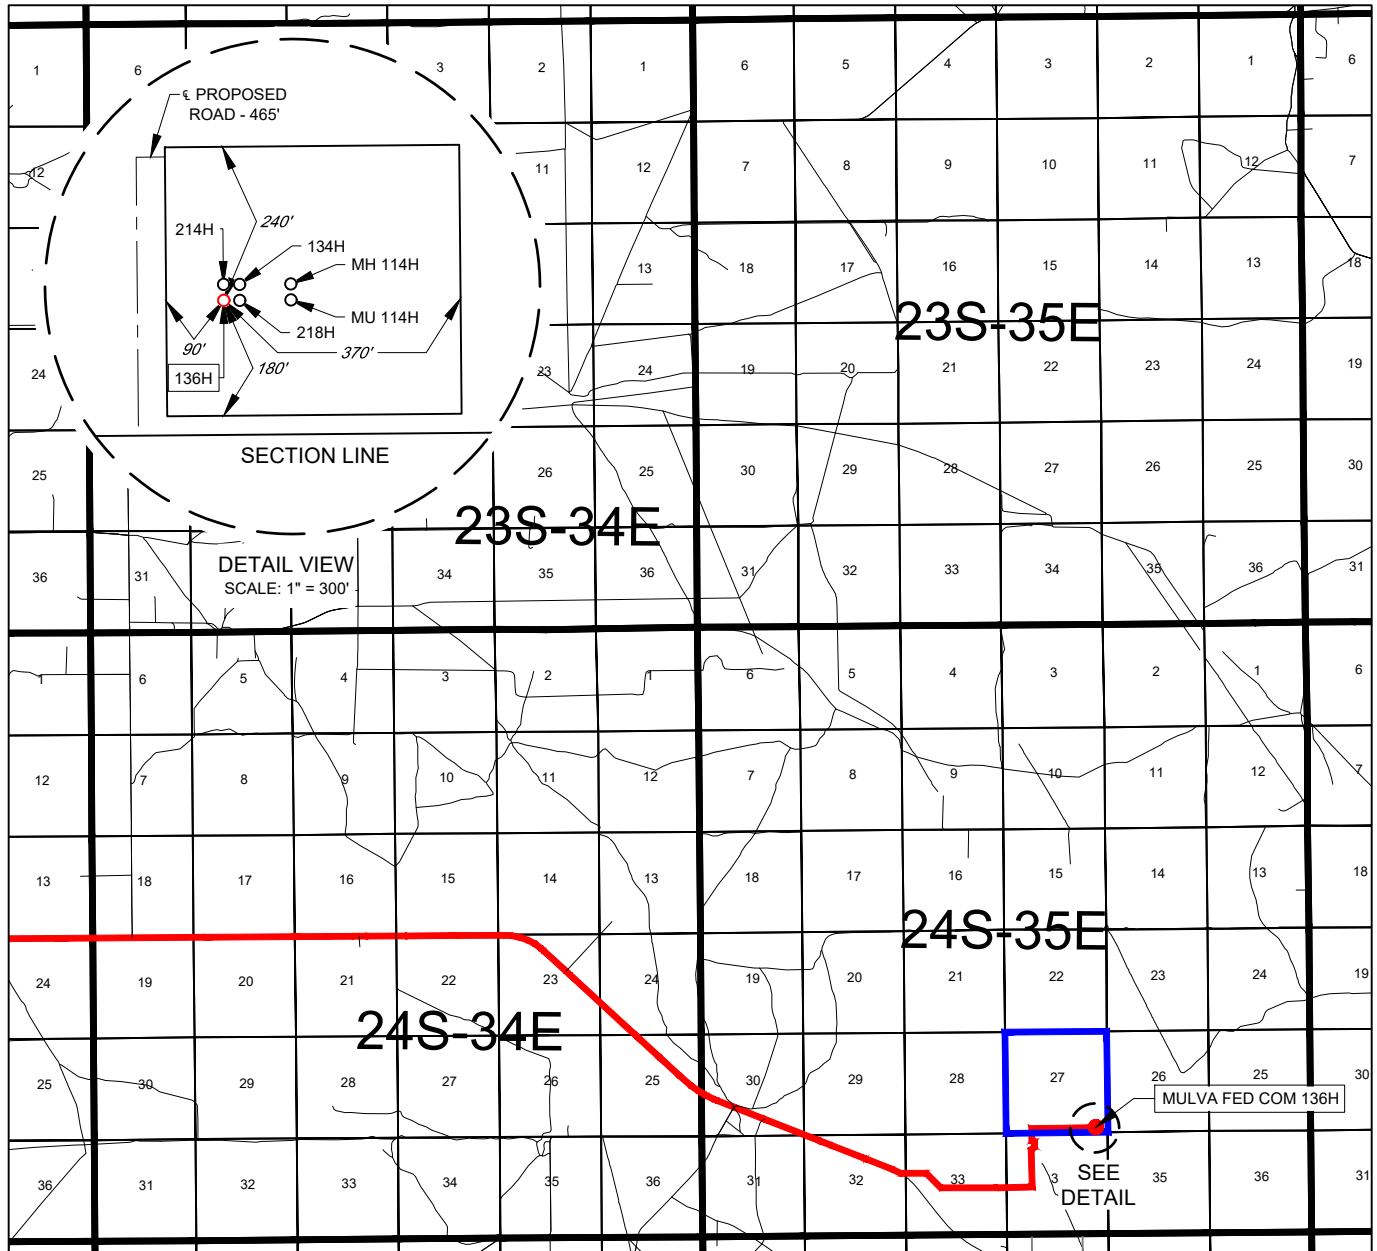 1 6 3 2 1 6 5 4 3 2 1 6
℄ PROPOSED
ROAD - 465'
12 11 12 7 8 9 10 11 12 7
240'
214H
134H
MH 114H
13 18 17 16 15 14 13 18
MU 114H
218H
23S-35E
90'
370'
180'
136H
24 23 24 19 20 21 22 23 24 19
SECTION LINE
25 26 25 30 29 28 27 26 25 30
23S-34E
DETAIL VIEW
SCALE: 1" = 300'
36 31 34 35 36 31 32 33 34 35 36 31
1 6 5 4 3 2 1 6 5 4 3 2 1 6
12 7 8 9 10 11 12 7 8 9 10 11 12 7
13 18 17 16 15 14 13 18 17 16 15 14 13 18
24S-35E
24 19 20 21 22 23 24 19 20 21 22 23 24 19
24S-34E
25 30 29 28 27 26 25 30 29 28 27 26 25 30
MULVA FED COM 136H
36 31 32 33 34 35 36 31 32 33 3 35 36 31
SEE
DETAIL